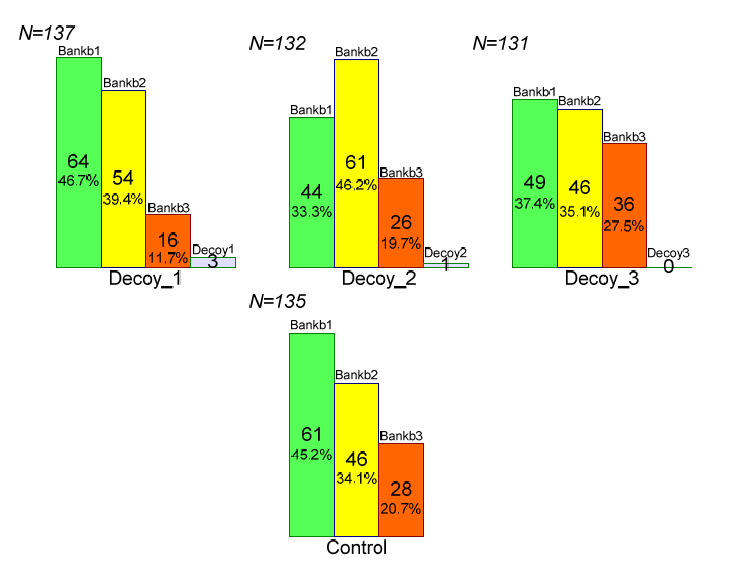 N=137
Bankb1
Bankb2
64
46.7%
54
39.4%
Bankb3
16
11.7%
Decoy1
3
Decoy_1
N=132
Bankb1
Bankb2
44
33.3%
61
46.2%
Bankb3
26
19.7%
Decoy2
1
Decoy_2
N=131
Bankb1
Bankb2
Bankb3
49
37.4%
46
35.1%
36
27.5%
Decoy3
0
Decoy_3
N=135
Bankb1
Bankb2
Bankb3
61
45.2%
46
34.1%
28
20.7%
Control